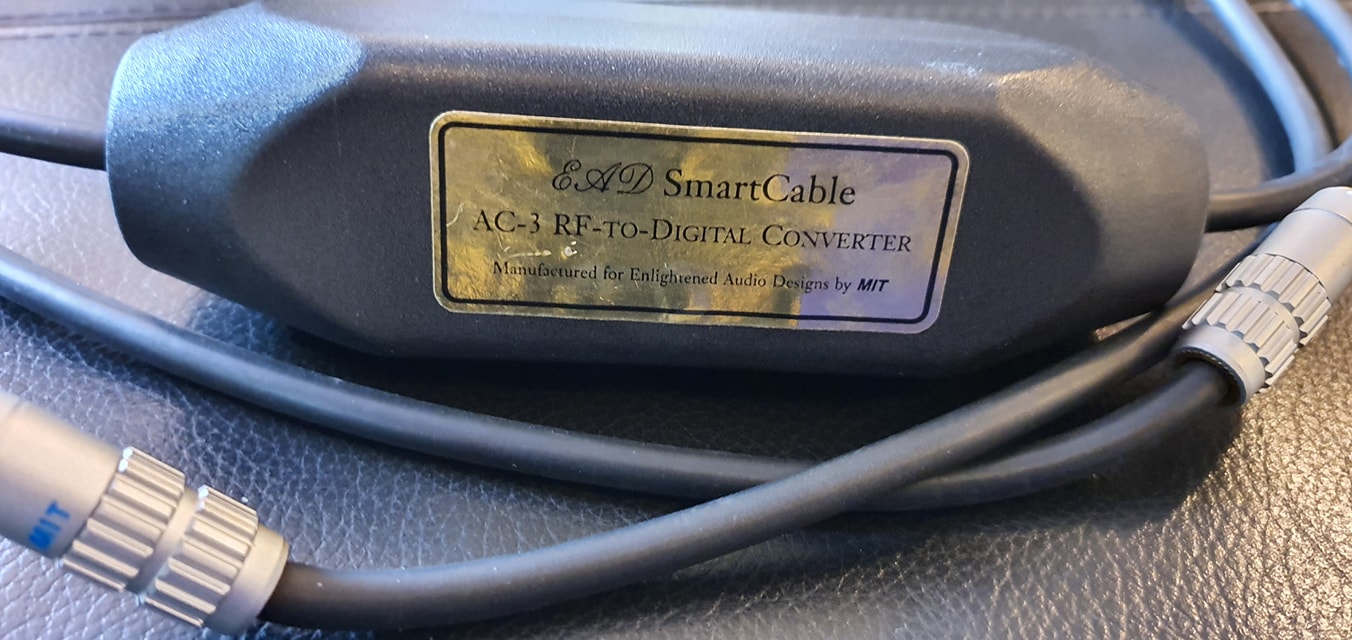 EAD SmartCable
AC-3 RF-TO-DIGITAL CONVERTER
Manufactured for Enlightened Audio Designs by MIT
MIT